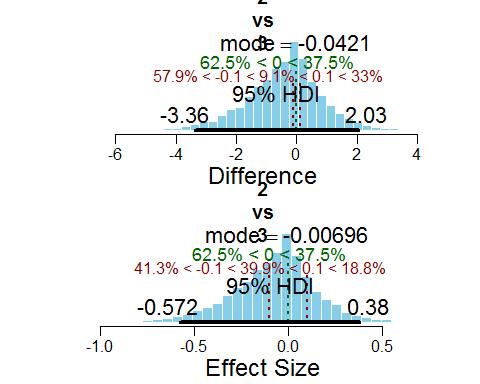 2
vs
3
mode = -0.0421
62.5% < 0 < 37.5%
57.9% < -0.1 < 9.1% < 0.1 < 33%
95% HDI
-3.36 2.03
-6 -4 -2 0 2 4
Difference
2
vs
3
mode = -0.00696
62.5% < 0 < 37.5%
41.3% < -0.1 < 39.9% < 0.1 < 18.8%
95% HDI
-0.572 0.38
-1.0 -0.5 0.0 0.5
Effect Size